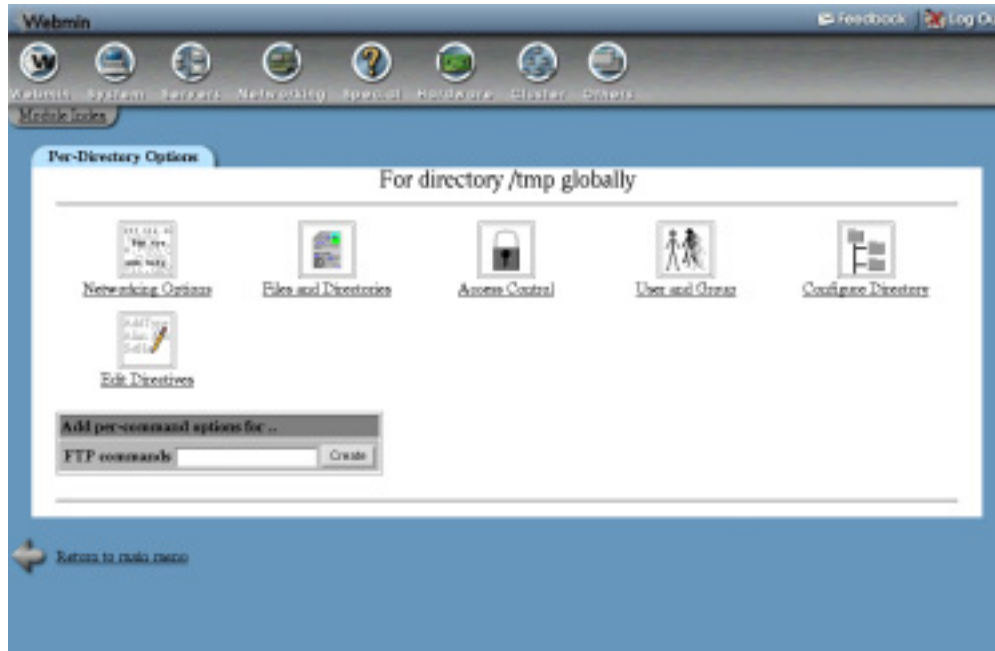 Webmin
Feedback Log Ou
Webmin System Servers Networking Special Hardware Cluster Others
Module Index
Per-Directory Options
For directory /tmp globally
Networking Options Files and Directories Access Control User and Group Configure Directory
Edit Directives
Add per-command options for ..
FTP commands Create
Return to main menu